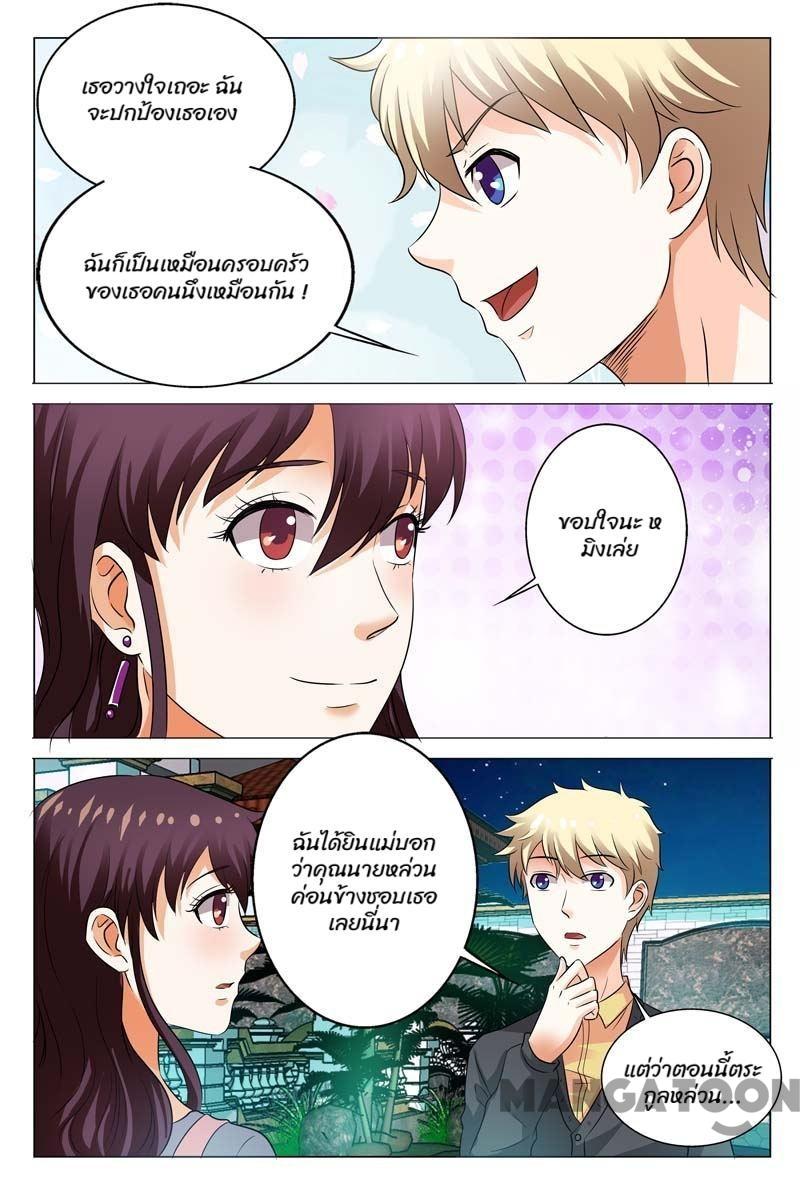 เธอวางใจเถอะ ฉัน
จะปกป้องเธอเอง
ฉันก็เป็นเหมือนครอบครัว
ของเธอคนนึงเหมือนกัน !
ขอบใจนะ ห
มิงเล่ย
ฉันได้ยินแม่บอก
ว่าคุณนายหล่วน
ค่อนข้างชอบเธอ
เลยนี่นา
แต่ว่าตอนนี้ตระ
กูลหล่วน...
MARGATOON